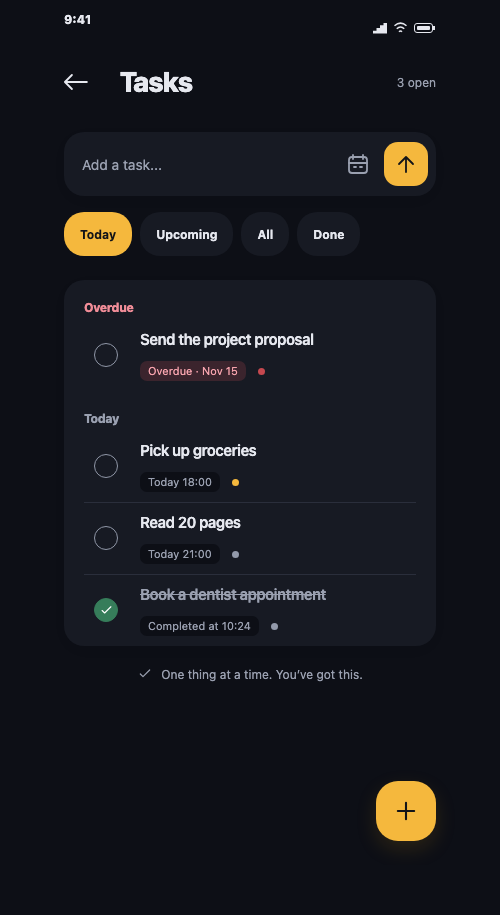 9:41
Tasks
3 open
Add a task...
Today
Upcoming
All
Done
Overdue
Send the project proposal
Overdue · Nov 15
Today
Pick up groceries
Today 18:00
Read 20 pages
Today 21:00
Book a dentist appointment
Completed at 10:24
One thing at a time. You’ve got this.